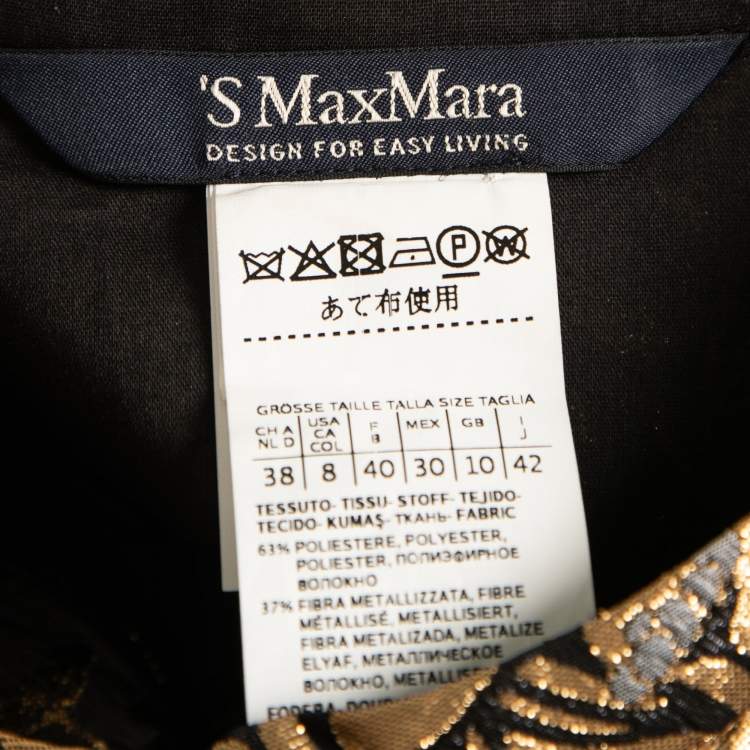 'S MaxMara
DESIGN FOR EASY LIVING
P W
あて布使用
GRÖSSE TAILLE TALLA SIZE TAGLIA
CH A NL D USA CA COL F B MEX GB I J
38 8 40 30 10 42
TESSUTO- TISSU- STOFF- TEJIDO-
TECIDO- KUMAŞ- ТКАНЬ- FABRIC
63% POLIESTERE, POLYESTER,
POLIESTER, ПОЛИЭФИРНОЕ
ВОЛОКНО
37% FIBRA METALLIZZATA, FIBRE
MÉTALLISÉ, METALLISIERT,
FIBRA METALIZADA, METALIZE
ELYAF, МЕТАЛЛИЧЕСКОЕ
ВОЛОКНО,
FODERA-